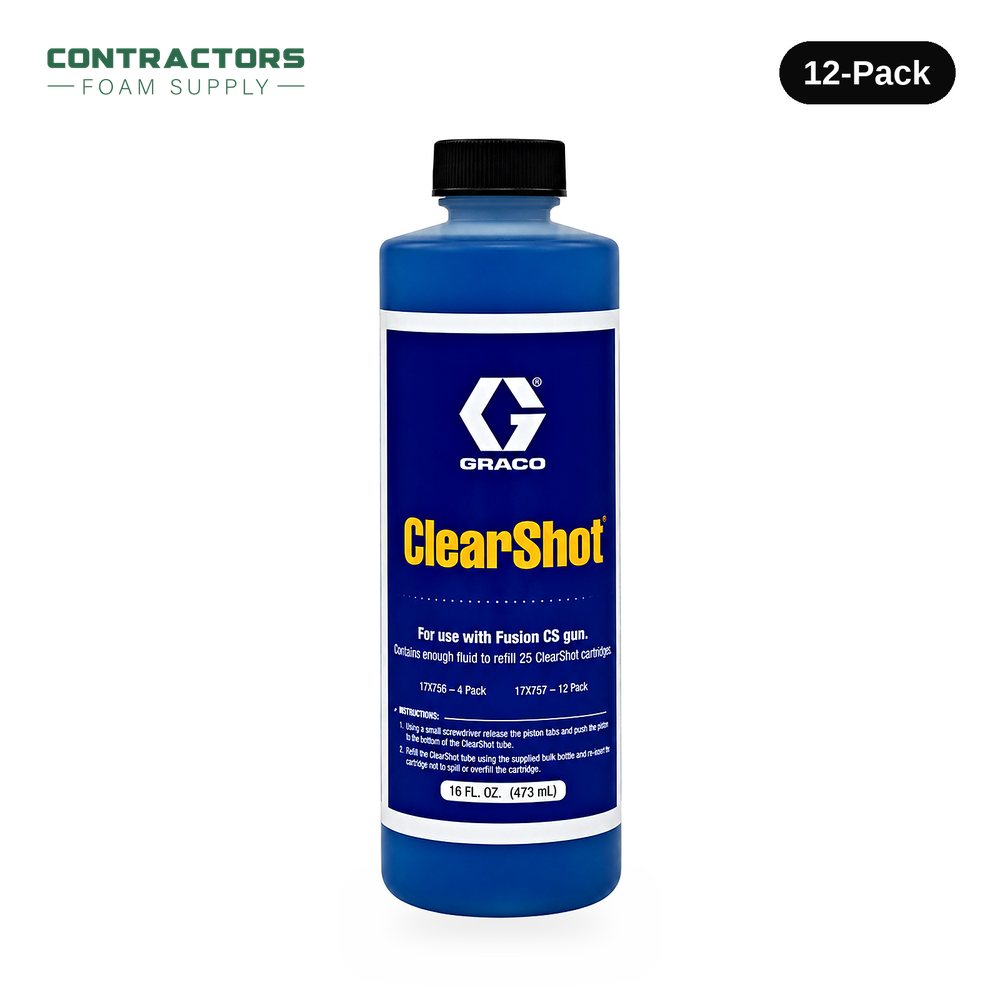 CONTRACTORS
FOAM SUPPLY
12-Pack
®
GRACO
ClearShot®
For use with Fusion CS gun.
Contains enough fluid to refill 25 ClearShot cartridges
17X756 – 4 Pack 17X757 – 12 Pack
INSTRUCTIONS:
1. Using a small screwdriver release the piston tabs and push the piston
to the bottom of the ClearShot tube.
2. Refill the ClearShot tube using the supplied bulk bottle and re-insert the
cartridge not to spill or overfill the cartridge.
16 FL. OZ. (473 mL)